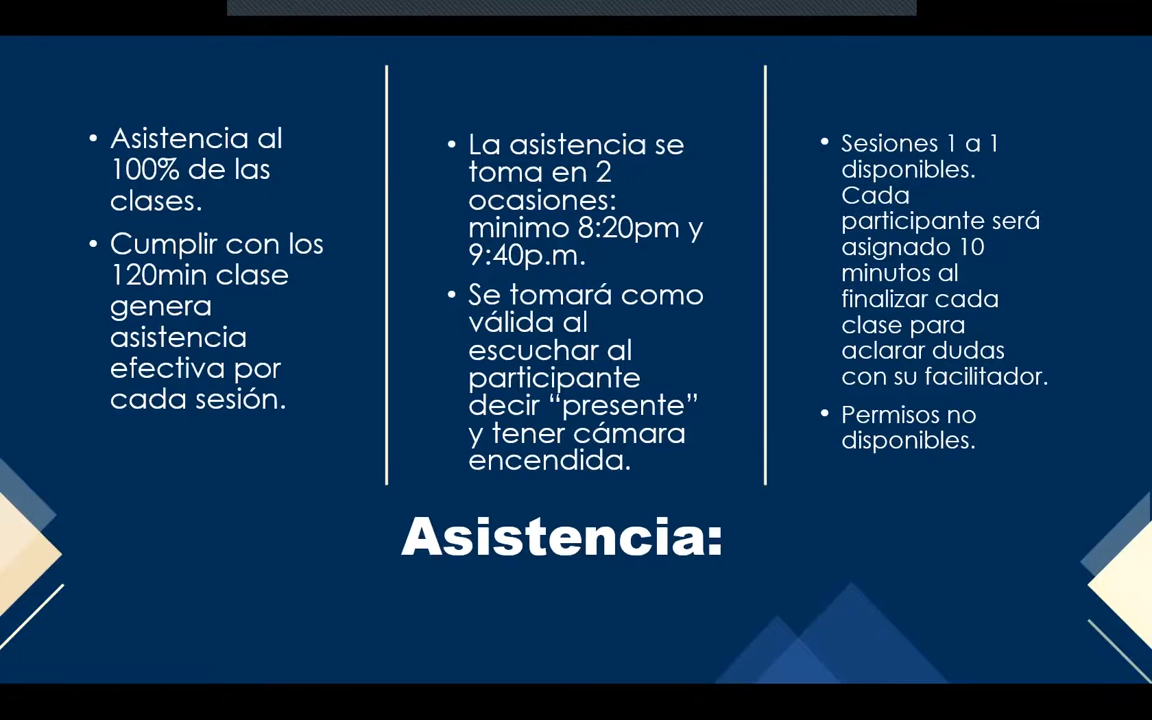 • Asistencia al
100% de las
clases.
• Cumplir con los
120min clase
genera
asistencia
efectiva por
cada sesión.
• La asistencia se
toma en 2
ocasiones:
minimo 8:20pm y
9:40p.m.
• Se tomará como
válida al
escuchar al
participante
decir “presente”
y tener cámara
encendida.
• Sesiones 1 a 1
disponibles.
Cada
participante será
asignado 10
minutos al
finalizar cada
clase para
aclarar dudas
con su facilitador.
• Permisos no
disponibles.
Asistencia: